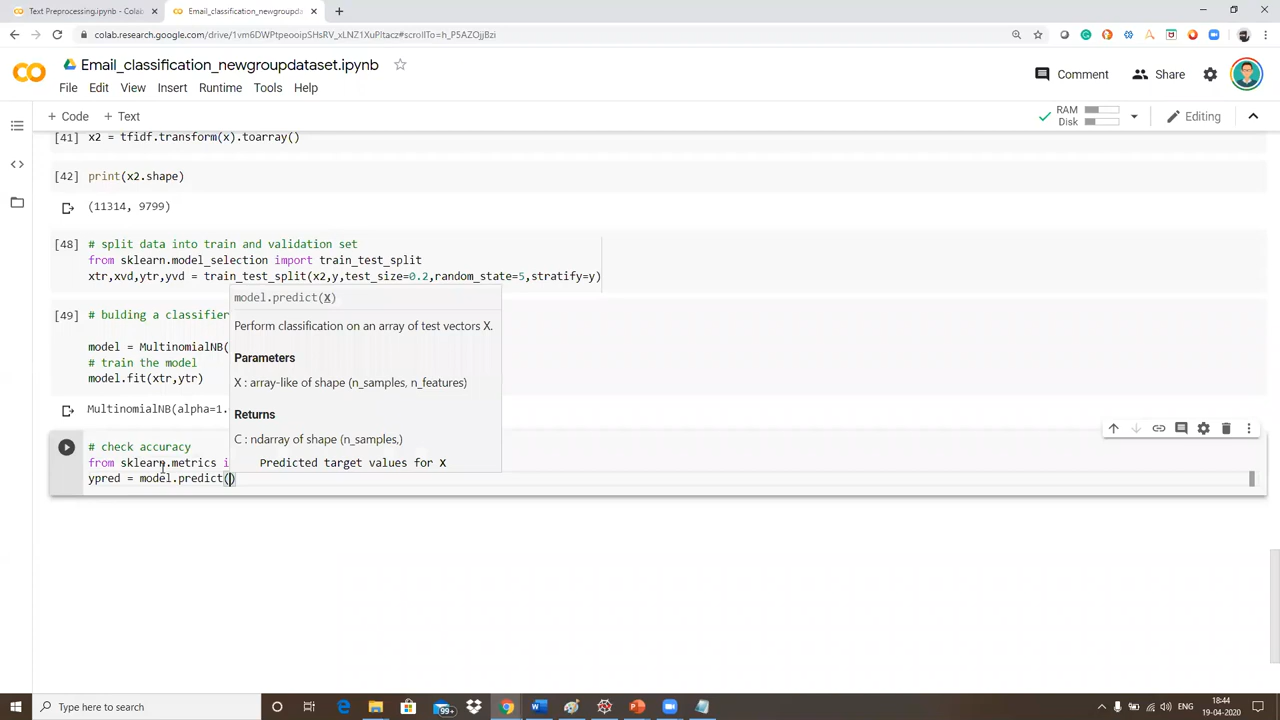 Text Preprocessing.ipynb - Colab
Email_classification_newgroupda
colab.research.google.com/drive/1vm6DWPtpeooipSHsRV_xLNZ1XuPltacz#scrollTo=h_P5AZOjjBzi
Email_classification_newgroupdataset.ipynb
Comment
Share
File Edit View Insert Runtime Tools Help
+ Code + Text
RAM
Disk
Editing
[41] x2 = tfidf.transform(x).toarray()
[42] print(x2.shape)
(11314, 9799)
[48] # split data into train and validation set
from sklearn.model_selection import train_test_split
xtr,xvd,ytr,yvd = train_test_split(x2,y,test_size=0.2,random_state=5,stratify=y)
model.predict(X)
[49] # bulding a classifier
Perform classification on an array of test vectors X.
model = MultinomialNB(
Parameters
# train the model
model.fit(xtr,ytr)
X : array-like of shape (n_samples, n_features)
MultinomialNB(alpha=1.
Returns
C : ndarray of shape (n_samples,)
# check accuracy
from sklearn.metrics i
Predicted target values for X
ypred = model.predict()
Type here to search
99+
ENG
18:44
19-04-2020